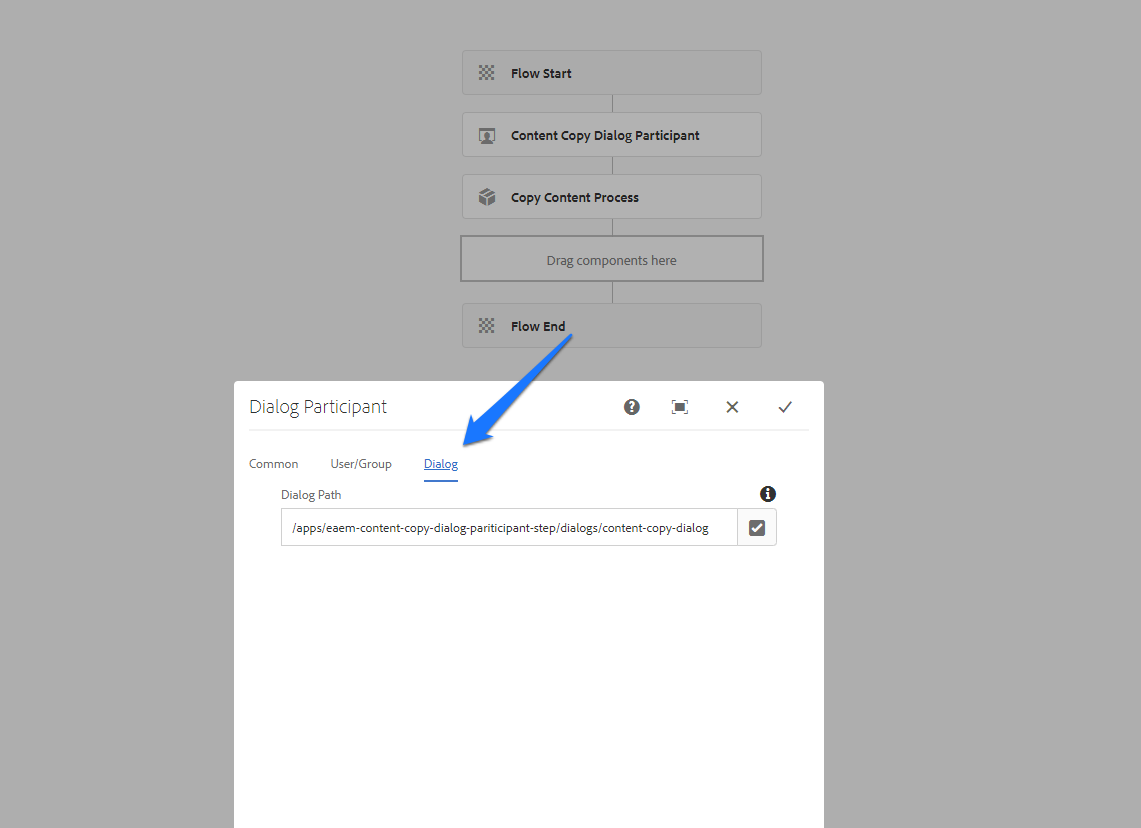 Flow Start
Content Copy Dialog Participant
Copy Content Process
Drag components here
Flow End
Dialog Participant
Common User/Group Dialog
Dialog Path
/apps/eaem-content-copy-dialog-pariticipant-step/dialogs/content-copy-dialog